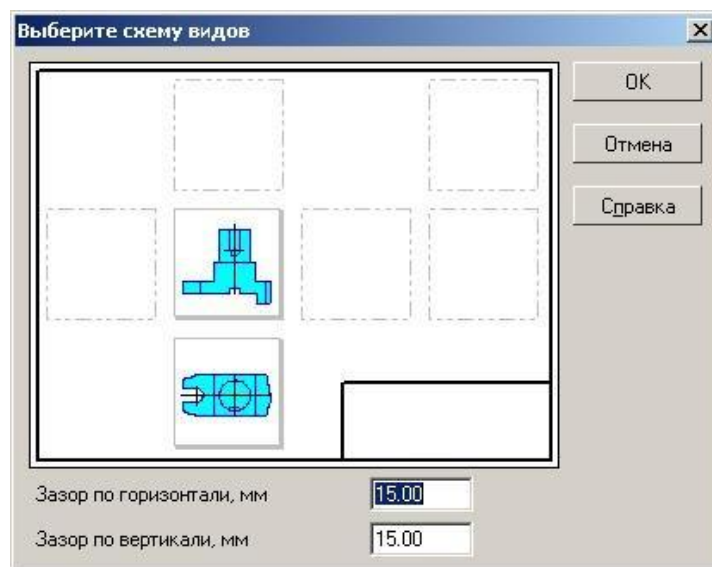 Выберите схему видов
OK
Отмена
Справка
Зазор по горизонтали, мм 15.00
Зазор по вертикали, мм 15.00